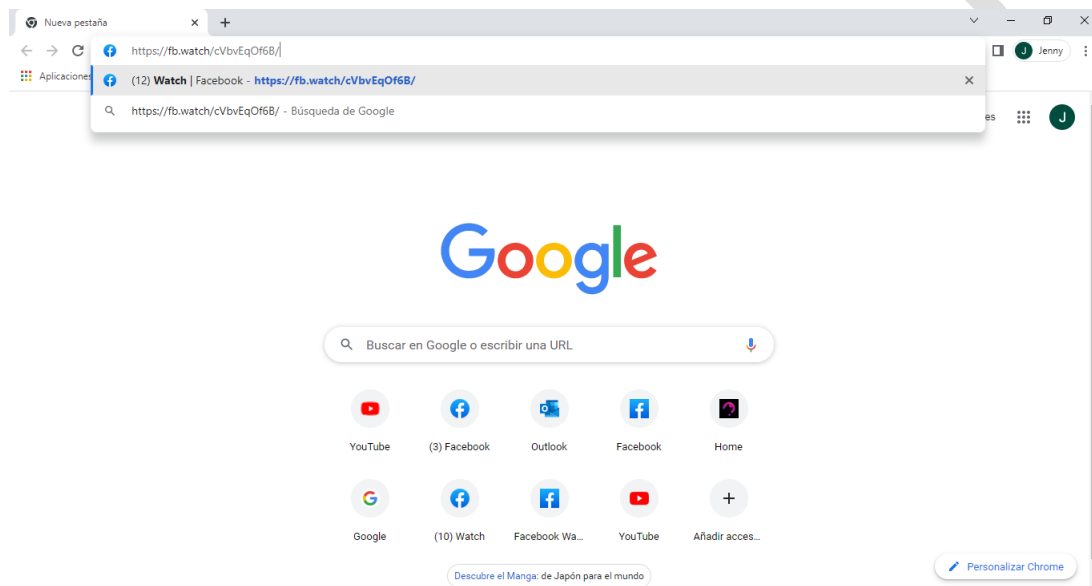 Nueva pestaña
https://fb.watch/cVbvEqOf6B/
J Jenny
Aplicaciones
(12) Watch | Facebook - https://fb.watch/cVbvEqOf6B/
https://fb.watch/cVbvEqOf6B/ - Búsqueda de Google
es
J
Google
Buscar en Google o escribir una URL
YouTube (3) Facebook Outlook Facebook Home
Google (10) Watch Facebook Wa... YouTube Añadir acces...
Descubre el Manga: de Japón para el mundo
Personalizar Chrome